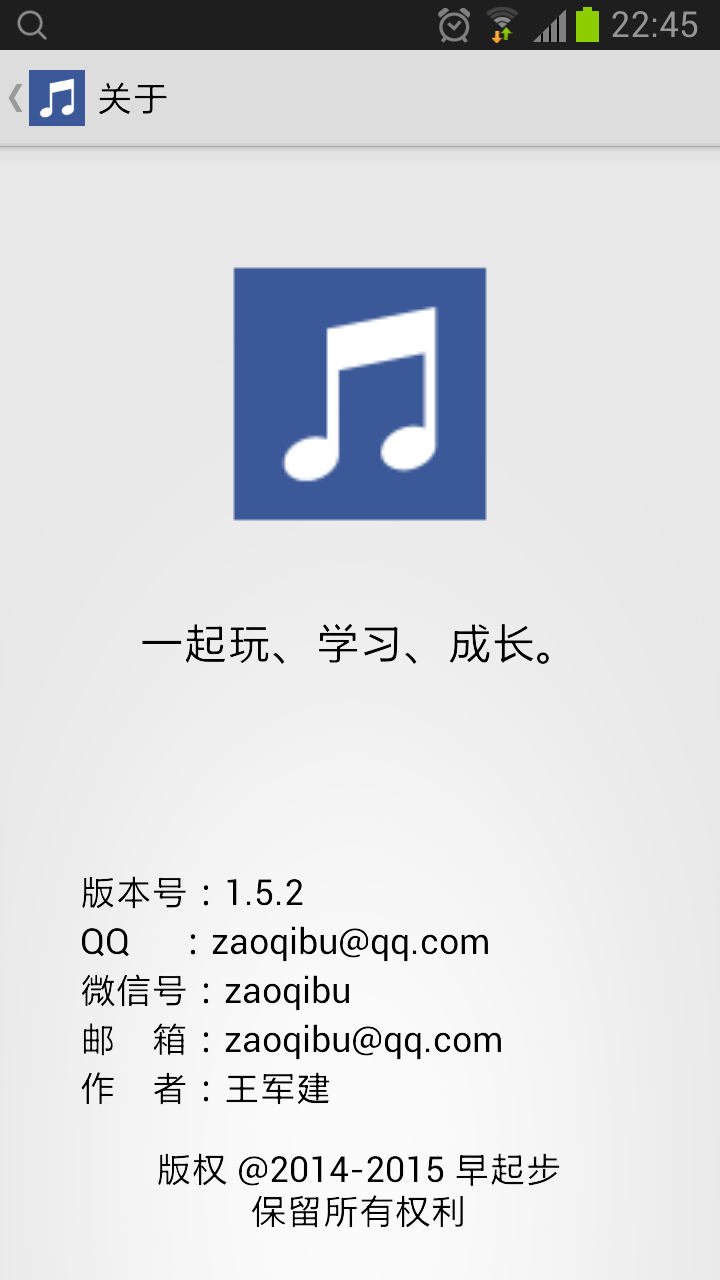 22:45
关于
一起玩、学习、成长。
版本号：1.5.2
QQ ：zaoqibu@qq.com
微信号：zaoqibu
邮 箱：zaoqibu@qq.com
作 者：王军建
版权 @2014-2015 早起步
保留所有权利